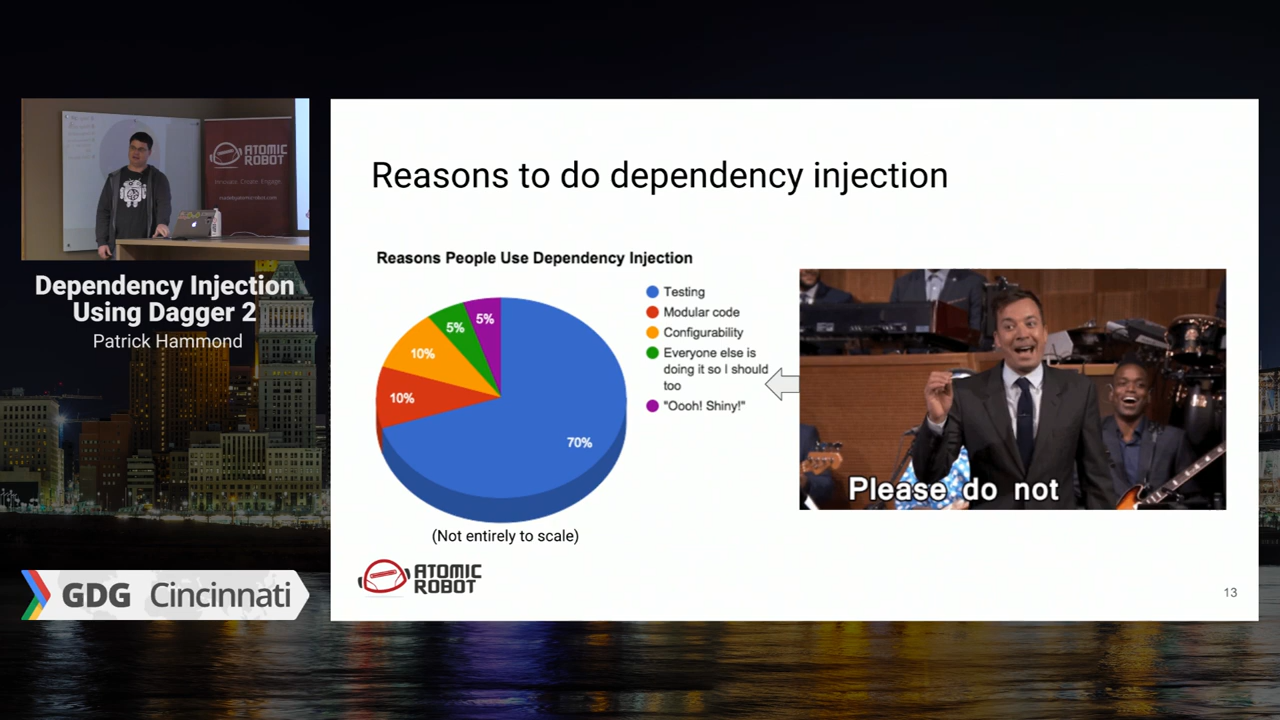 ATOMIC
ROBOT
Dependency Injection
Using Dagger 2
Patrick Hammond
GDG Cincinnati
Reasons to do dependency injection
Reasons People Use Dependency Injection
5%
5%
10%
10%
70%
Testing
Modular code
Configurability
Everyone else is
doing it so I should
too
"Oooh! Shiny!"
(Not entirely to scale)
Please do not
ATOMIC
ROBOT
13